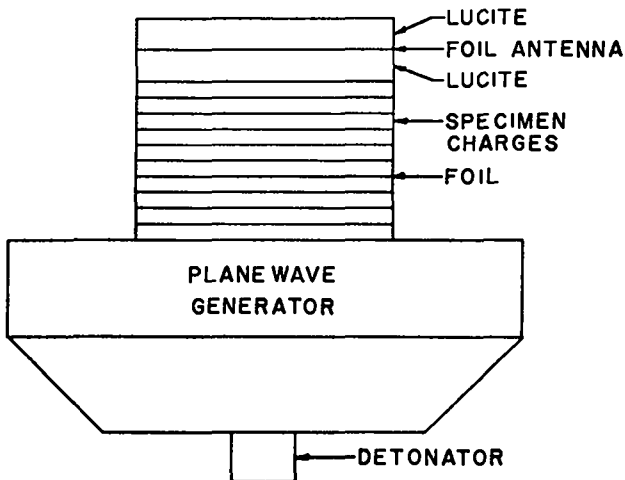 LUCITE
FOIL ANTENNA
LUCITE
SPECIMEN
CHARGES
FOIL
PLANE WAVE
GENERATOR
DETONATOR